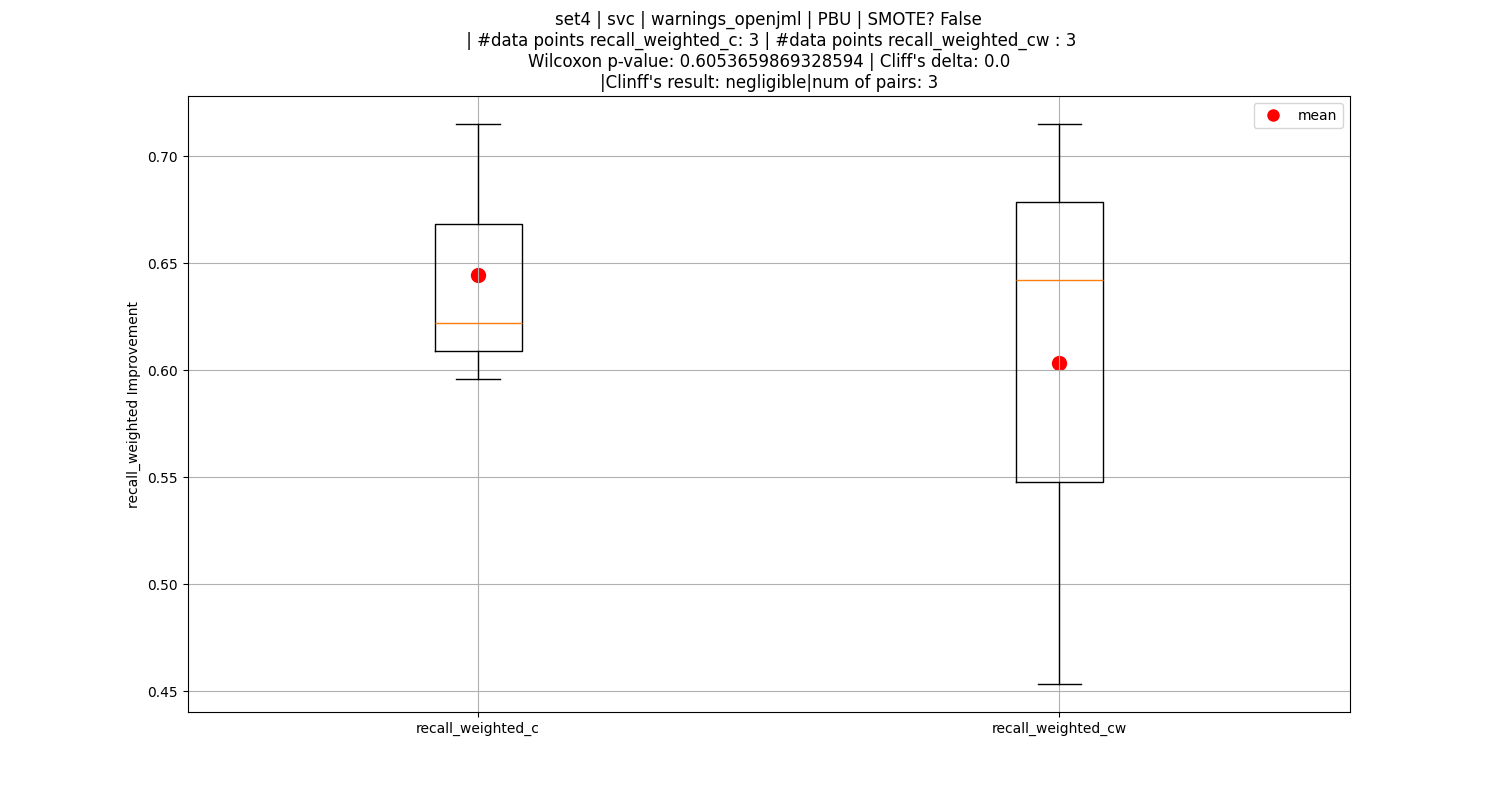 set4 | svc | warnings_openjml | PBU | SMOTE? False
| #data points recall_weighted_c: 3 | #data points recall_weighted_cw : 3
Wilcoxon p-value: 0.6053659869328594 | Cliff's delta: 0.0
|Clinff's result: negligible|num of pairs: 3
mean
0.70
0.65
0.60
0.55
0.50
0.45
recall_weighted Improvement
recall_weighted_c
recall_weighted_cw